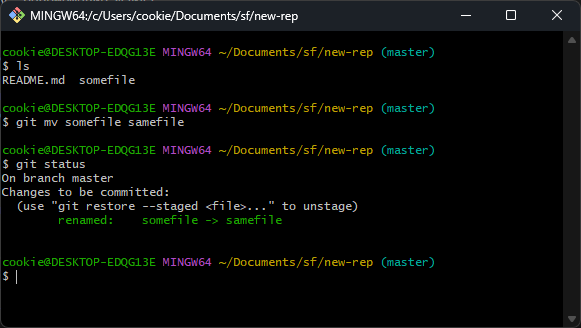 MINGW64:/c/Users/cookie/Documents/sf/new-rep
cookie@DESKTOP-EDQG13E MINGW64 ~/Documents/sf/new-rep (master)
$ ls
README.md  somefile
cookie@DESKTOP-EDQG13E MINGW64 ~/Documents/sf/new-rep (master)
$ git mv somefile samefile
cookie@DESKTOP-EDQG13E MINGW64 ~/Documents/sf/new-rep (master)
$ git status
On branch master
Changes to be committed:
  (use "git restore --staged <file>..." to unstage)
        renamed:    somefile -> samefile
cookie@DESKTOP-EDQG13E MINGW64 ~/Documents/sf/new-rep (master)
$